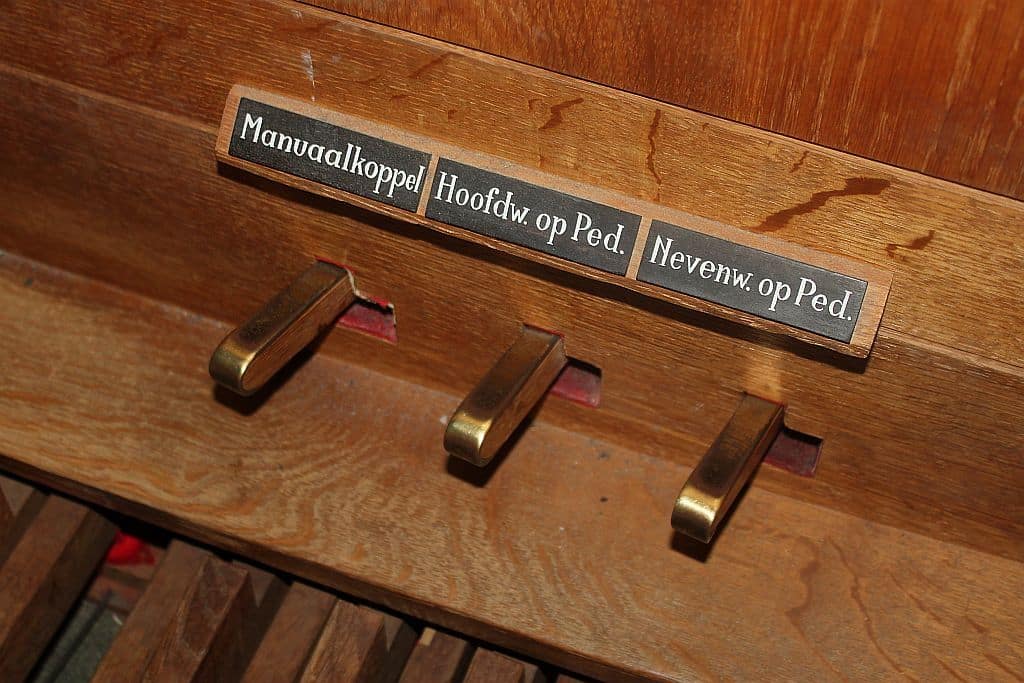 Manuaalkoppel
Hoofdw. op Ped.
Nevenw. op Ped.